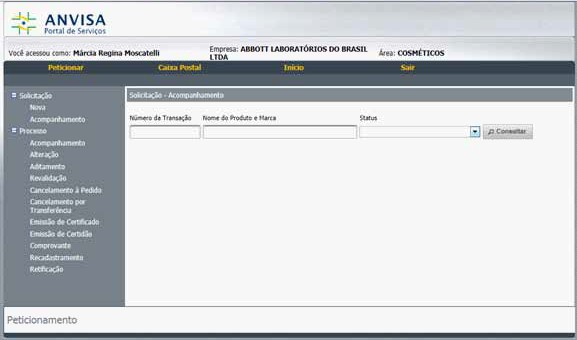 ANVISA
Portal de Serviços
Você acessou como: Márcia Regina Moscatelli
Empresa: ABBOTT LABORATÓRIOS DO BRASIL
LTDA
Área: COSMÉTICOS
Peticionar Caixa Postal Início Sair
Solicitação
Nova
Acompanhamento
Processo
Acompanhamento
Alteração
Aditamento
Revalidação
Cancelamento à Pedido
Cancelamento por
Transferência
Emissão de Certificado
Emissão de Certidão
Comprovante
Recadastramento
Retificação
Solicitação - Acompanhamento
Número da Transação Nome do Produto e Marca Status
Consultar
Peticionamento